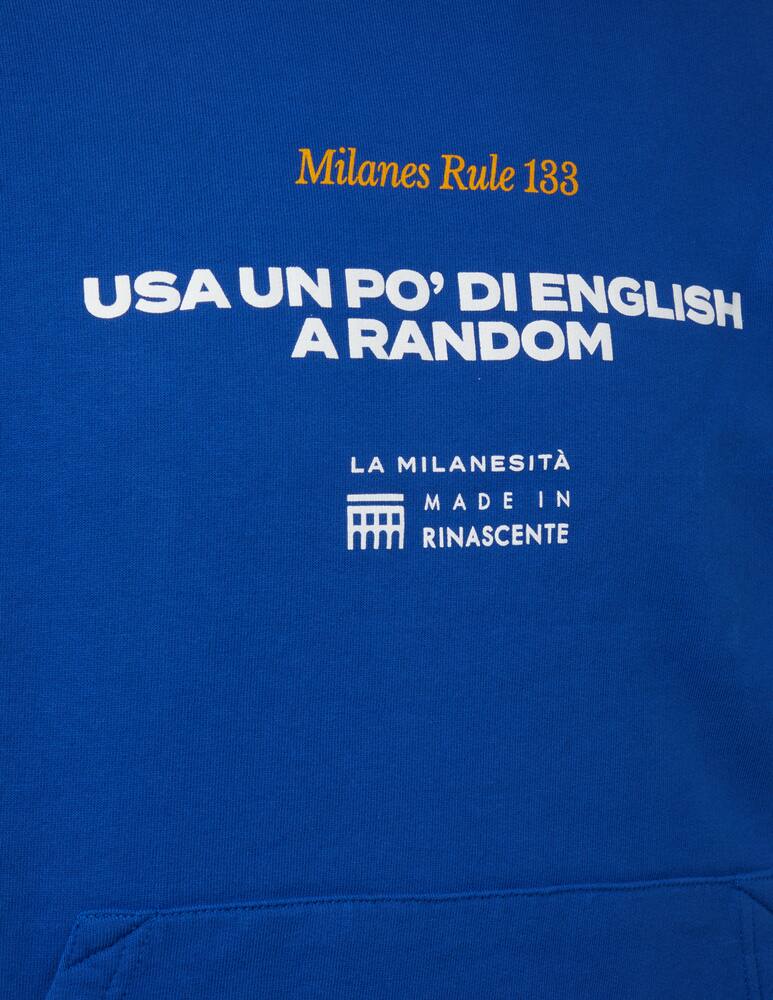 Milanes Rule 133
USA UN PO’ DI ENGLISH
A RANDOM
LA MILANESITÀ
MADE IN
RINASCENTE